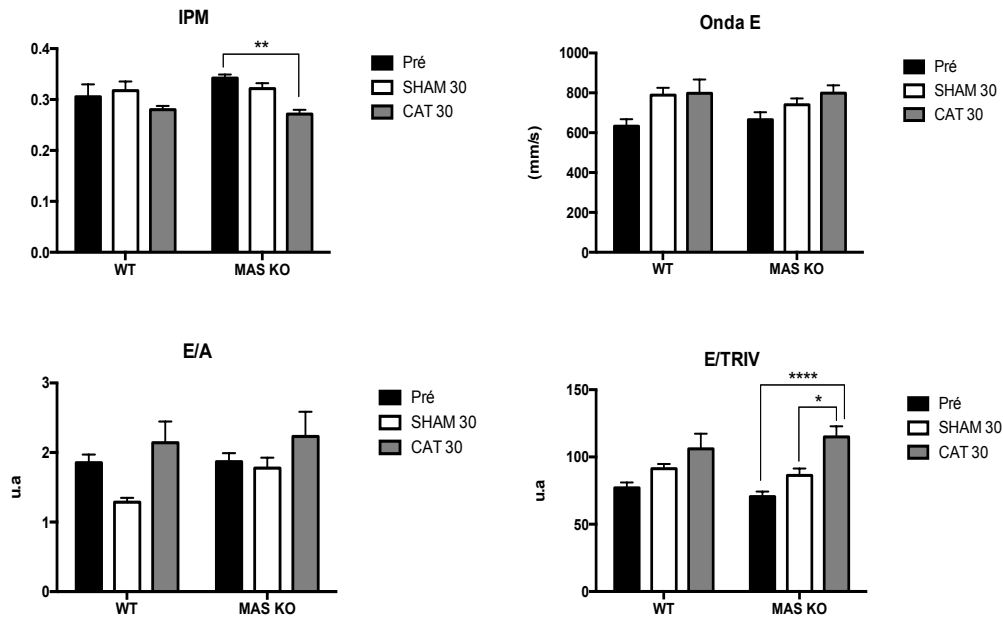 IPM
**
0.4
0.3
0.2
0.1
0.0
WT
MAS KO
Pré
SHAM 30
CAT 30
Onda E
(mm/s)
1000
800
600
400
200
0
WT
MAS KO
Pré
SHAM 30
CAT 30
E/A
u.a
3
2
1
0
WT
MAS KO
Pré
SHAM 30
CAT 30
E/TRIV
****
*
u.a
150
100
50
0
WT
MAS KO
Pré
SHAM 30
CAT 30